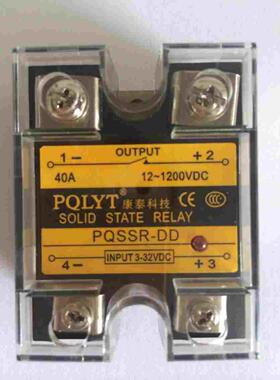 OUTPUT
1 - + 2
40A 12~1200VDC
PQLYT 康泰科技 CE CCC
SOLID STATE RELAY
PQSSR-DD
4 - INPUT 3-32VDC + 3